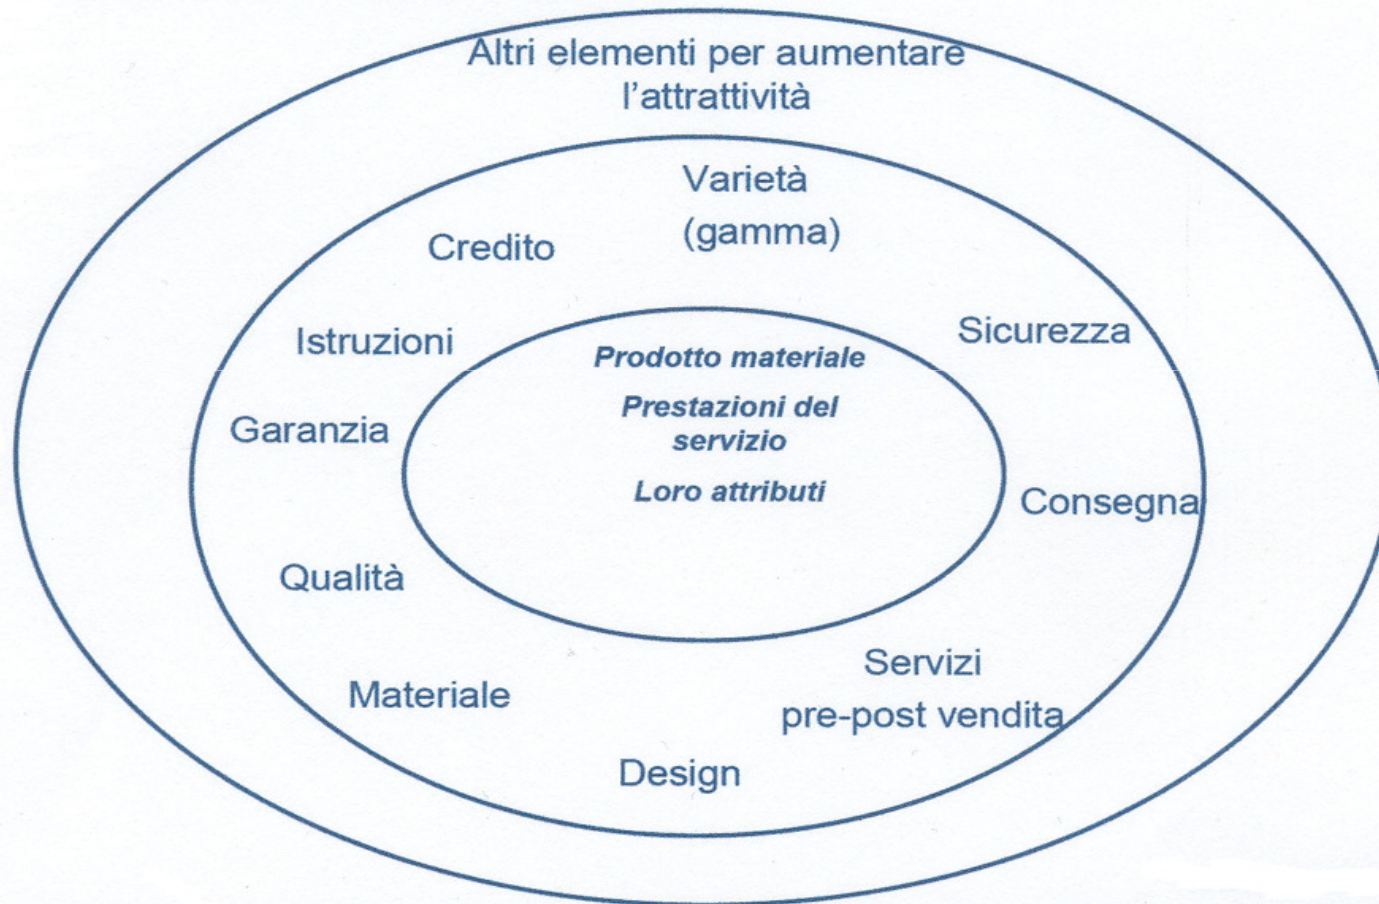 Altri elementi per aumentare
l'attrattività
Varietà
(gamma)
Credito
Sicurezza
Istruzioni
Prodotto materiale
Prestazioni del
servizio
Garanzia
Loro attributi
Consegna
Qualità
Servizi
pre-post vendita
Materiale
Design